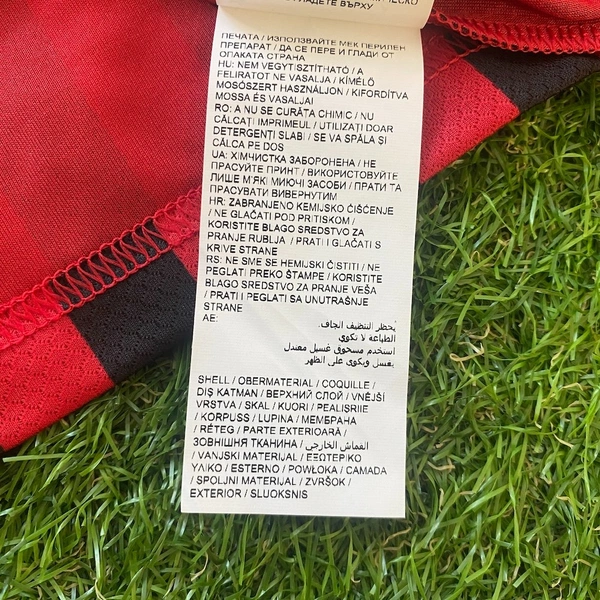 ПЕЧАТА / ИЗПОЛЗВАЙТЕ МЕК ПЕРИЛЕН
ПРЕПАРАТ / ДА СЕ ПЕРЕ И ГЛАДИ ОТ
ОПАКАТА СТРАНА
HU: NEM VEGYTISZTÍTHATÓ / A
FELIRATOT NE VASALJA / KÍMÉLŐ
MOSÓSZERT HASZNÁLJON / KIFORDÍTVA
MOSSA ÉS VASALJAI
RO: A NU SE CURĂTA CHIMIC / NU
CĂLCAȚI IMPRIMEUL / UTILIZAȚI DOAR
DETERGENȚI SLABI / SE VA SPĂLA ȘI
CĂLCA PE DOS
UA: ХІМЧИСТКА ЗАБОРОНЕНА / НЕ
ПРАСУЙТЕ ПРИНТ / ВИКОРИСТОВУЙТЕ
ЛИШЕ М'ЯКІ МИЮЧІ ЗАСОБИ / ПРАТИ ТА
ПРАСУВАТИ ВИВЕРНУТИМ
HR: ZABRANJENO KEMIJSKO ČIŠĆENJE
/ NE GLAČATI POD PRITISKOM /
KORISTITE BLAGO SREDSTVO ZA
PRANJE RUBLJA / PRATI I GLAČATI S
KRIVE STRANE
RS: NE SME SE HEMIJSKI ČISTITI / NE
PEGLATI PREKO ŠTAMPE / KORISTITE
BLAGO SREDSTVO ZA PRANJE VEŠA
/ PRATI I PEGLATI SA UNUTRAŠNJE
STRANE
AE:
يُحظر التنظيف الجاف.
الطباعة لا تكوي
استخدم مسحوق غسيل معتدل
يغسل ويكوى على الظهر
SHELL / OBERMATERIAL / COQUILLE /
DIŞ KATMAN / ВЕРХНИЙ СЛОЙ / VNĚJŠÍ
VRSTVA / SKAL / KUORI / PEALISRIIE
/ KORPUSS / LUPINA / МЕМБРАНА
/ RÉTEG / PARTE EXTERIOARĂ /
ЗОВНІШНЯ ТКАНИНА / القماش الخارجي
/ VANJSKI MATERIJAL / ΕΞΩΤΕΡΙΚΟ
ΥΛΙΚΟ / ESTERNO / POWŁOKA / CAMADA
/ SPOLJNI MATERIJAL / ZVRŠOK /
EXTERIOR / SLUOKSNIS